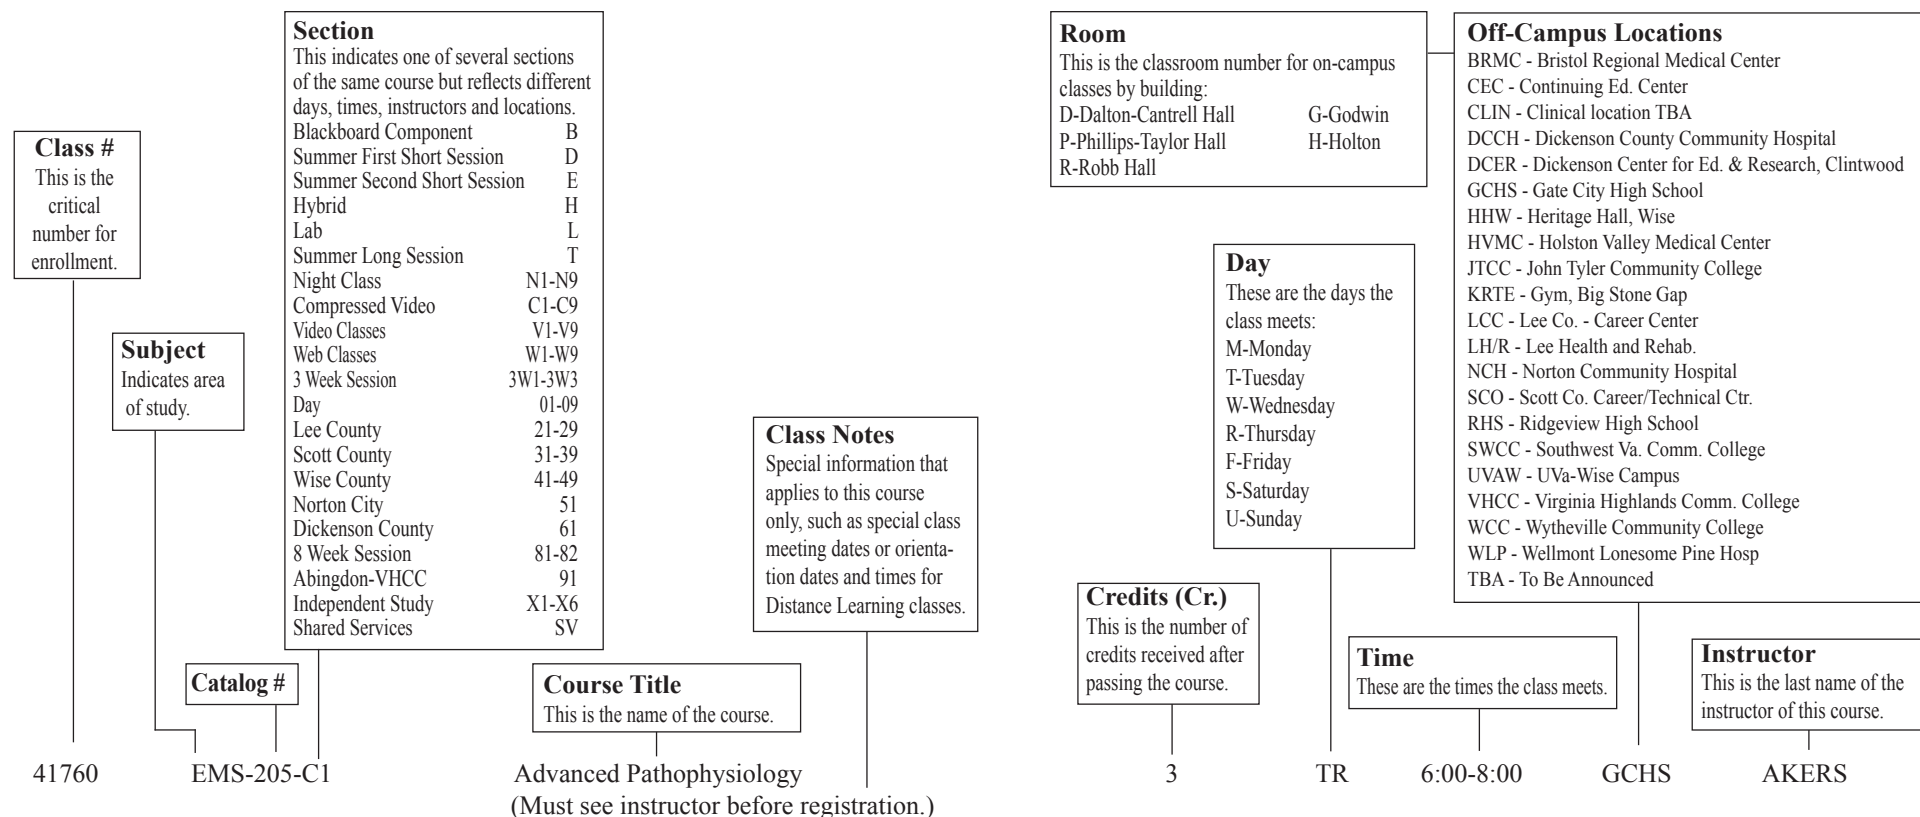 Class #
This is the
critical
number for
enrollment.
Subject
Indicates area
of study.
Catalog #
Section
This indicates one of several sections
of the same course but reflects different
days, times, instructors and locations.
Blackboard Component B
Summer First Short Session D
Summer Second Short Session E
Hybrid H
Lab L
Summer Long Session T
Night Class N1-N9
Compressed Video C1-C9
Video Classes V1-V9
Web Classes W1-W9
3 Week Session 3W1-3W3
Day 01-09
Lee County 21-29
Scott County 31-39
Wise County 41-49
Norton City 51
Dickenson County 61
8 Week Session 81-82
Abingdon-VHCC 91
Independent Study X1-X6
Shared Services SV
Course Title
This is the name of the course.
Class Notes
Special information that
applies to this course
only, such as special class
meeting dates or orienta-
tion dates and times for
Distance Learning classes.
Room
This is the classroom number for on-campus
classes by building:
D-Dalton-Cantrell Hall G-Godwin
P-Phillips-Taylor Hall H-Holton
R-Robb Hall
Credits (Cr.)
This is the number of
credits received after
passing the course.
Day
These are the days the
class meets:
M-Monday
T-Tuesday
W-Wednesday
R-Thursday
F-Friday
S-Saturday
U-Sunday
Time
These are the times the class meets.
Off-Campus Locations
BRMC - Bristol Regional Medical Center
CEC - Continuing Ed. Center
CLIN - Clinical location TBA
DCCH - Dickenson County Community Hospital
DCER - Dickenson Center for Ed. & Research, Clintwood
GCHS - Gate City High School
HHW - Heritage Hall, Wise
HVMC - Holston Valley Medical Center
JTCC - John Tyler Community College
KRTE - Gym, Big Stone Gap
LCC - Lee Co. - Career Center
LH/R - Lee Health and Rehab.
NCH - Norton Community Hospital
SCO - Scott Co. Career/Technical Ctr.
RHS - Ridgeview High School
SWCC - Southwest Va. Comm. College
UVAW - UVa-Wise Campus
VHCC - Virginia Highlands Comm. College
WCC - Wytheville Community College
WLP - Wellmont Lonesome Pine Hosp
TBA - To Be Announced
Instructor
This is the last name of the
instructor of this course.
41760 EMS-205-C1 Advanced Pathophysiology 3 TR 6:00-8:00 GCHS AKERS
(Must see instructor before registration.)